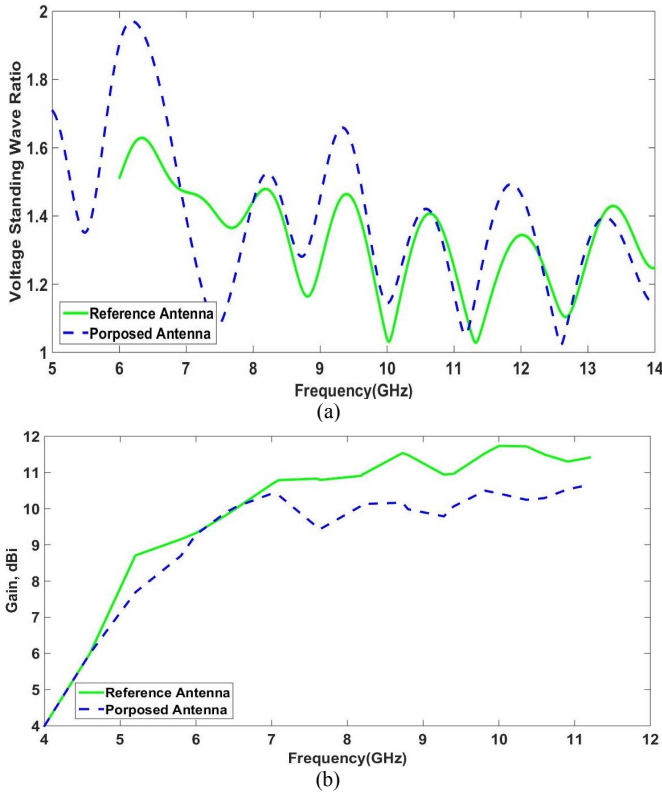 2
1.8
1.6
1.4
1.2
1
Voltage Standing Wave Ratio
Reference Antenna
Porposed Antenna
5 6 7 8 9 10 11 12 13 14
Frequency(GHz)
(a)
12
11
10
9
8
7
6
5
4
Gain, dBi
Reference Antenna
Porposed Antenna
4 5 6 7 8 9 10 11 12
Frequency(GHz)
(b)